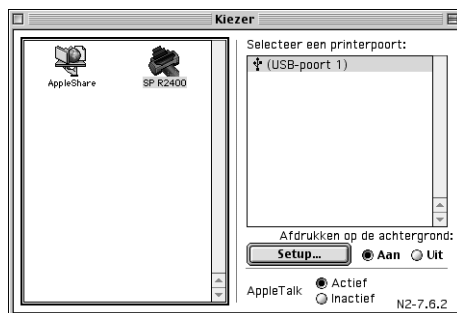 Kiezer
AppleShare
SP R2400
Selecteer een printerpoort:
(USB-poort 1)
Afdrukken op de achtergrond:
Setup...
Aan
Uit
AppleTalk
Actief
Inactief
N2-7.6.2